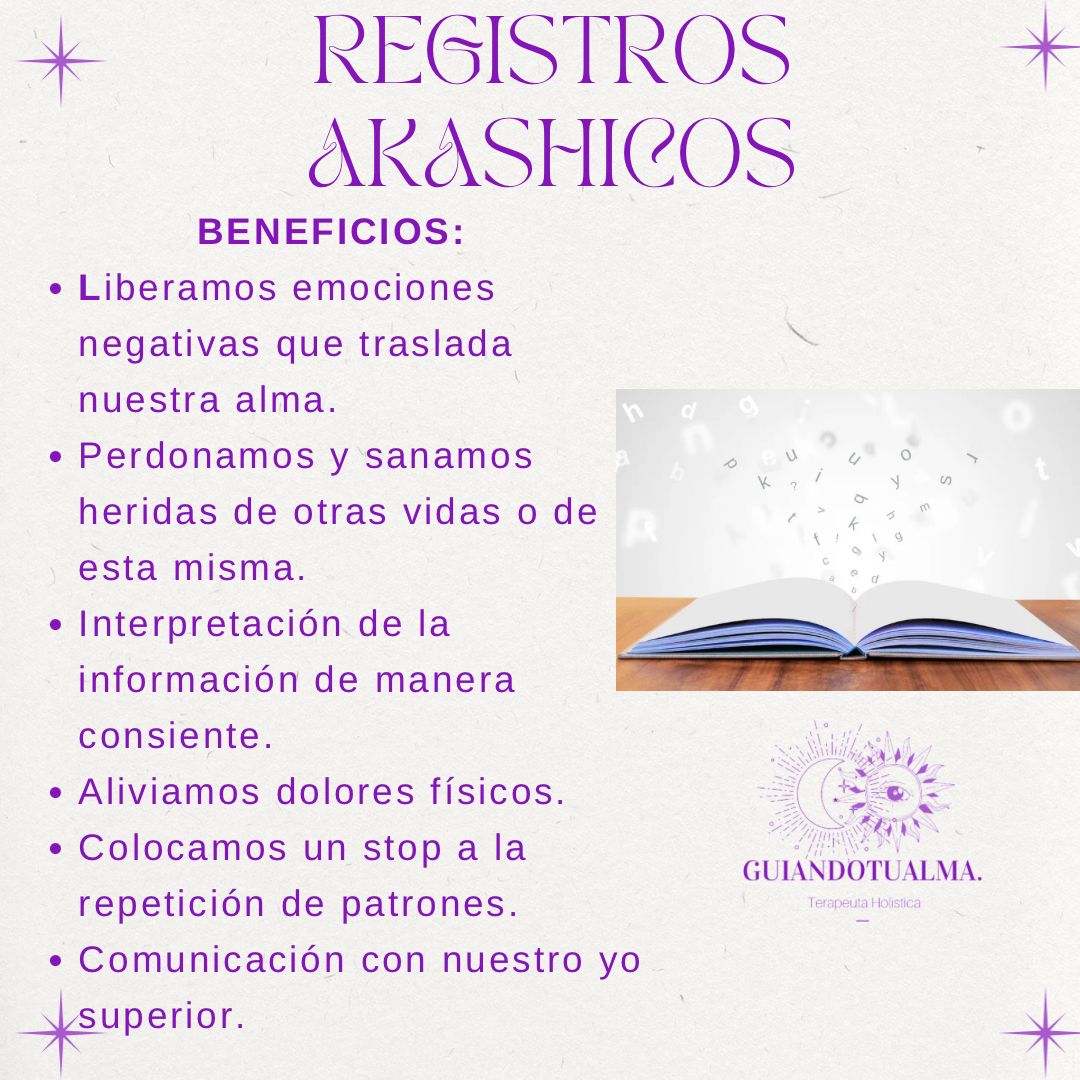 REGISTROS
AKASHICOS
BENEFICIOS:
• Liberamos emociones
negativas que traslada
nuestra alma.
• Perdonamos y sanamos
heridas de otras vidas o de
esta misma.
• Interpretación de la
información de manera
consiente.
• Aliviamos dolores físicos.
• Colocamos un stop a la
repetición de patrones.
• Comunicación con nuestro yo
superior.
GUIANDOTUALMA.
Terapeuta Holistica